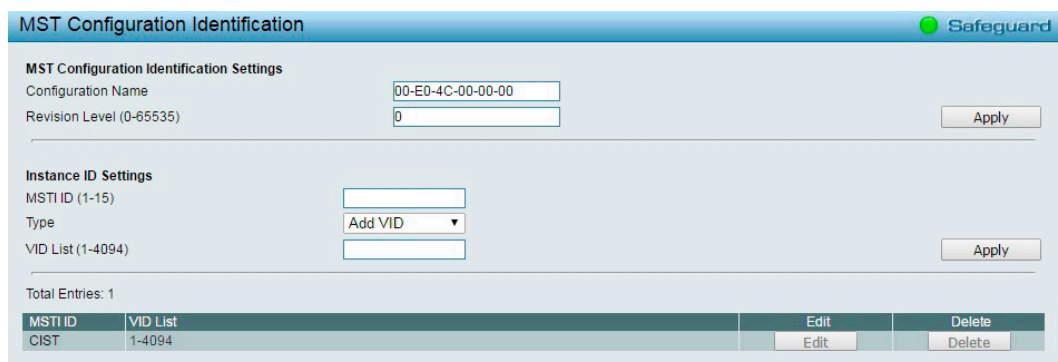 MST Configuration Identification Safeguard
MST Configuration Identification Settings
Configuration Name 00-E0-4C-00-00-00
Revision Level (0-65535) 0 Apply
Instance ID Settings
MSTI ID (1-15)
Type Add VID
VID List (1-4094) Apply
Total Entries: 1
MSTI ID VID List Edit Delete
CIST 1-4094 Edit Delete